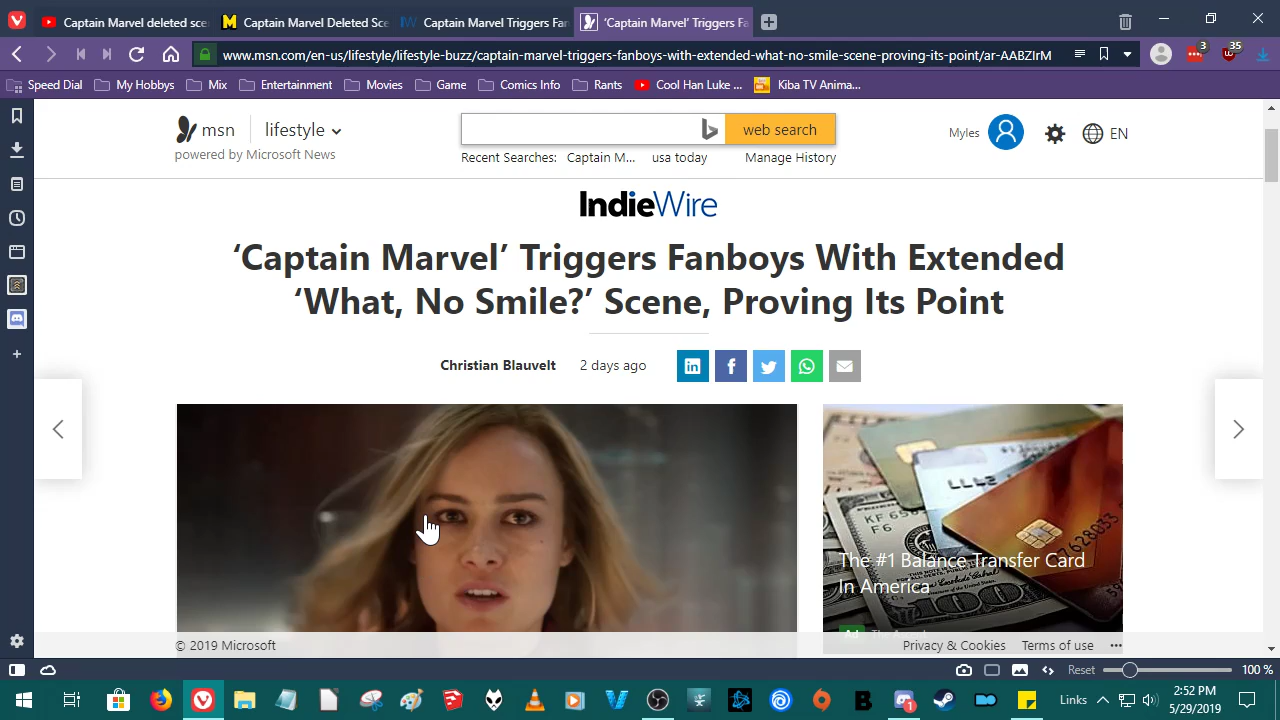 Captain Marvel deleted sce
Captain Marvel Deleted Sce
Captain Marvel Triggers Fan
'Captain Marvel' Triggers Fa
www.msn.com/en-us/lifestyle/lifestyle-buzz/captain-marvel-triggers-fanboys-with-extended-what-no-smile-scene-proving-its-point/ar-AABZIrM
3
35
Speed Dial
My Hobbys
Mix
Entertainment
Movies
Game
Comics Info
Rants
Cool Han Luke ...
Kiba TV Anima...
msn
lifestyle
powered by Microsoft News
web search
Recent Searches:
Captain M...
usa today
Manage History
Myles
EN
IndieWire
‘Captain Marvel’ Triggers Fanboys With Extended
‘What, No Smile?’ Scene, Proving Its Point
Christian Blauvelt
2 days ago
The #1 Balance Transfer Card
In America
Ad
© 2019 Microsoft
Privacy & Cookies
Terms of use
...
Reset
100 %
Links
2:52 PM
5/29/2019